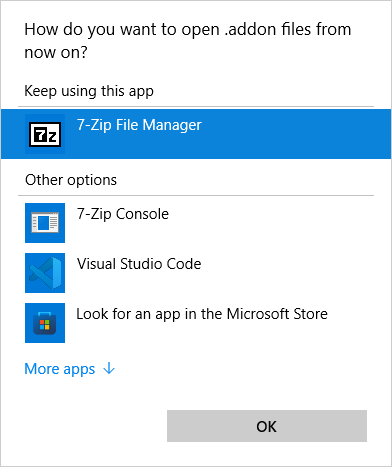 How do you want to open .addon files from
now on?
Keep using this app
7z
7-Zip File Manager
Other options
7-Zip Console
Visual Studio Code
Look for an app in the Microsoft Store
More apps
OK